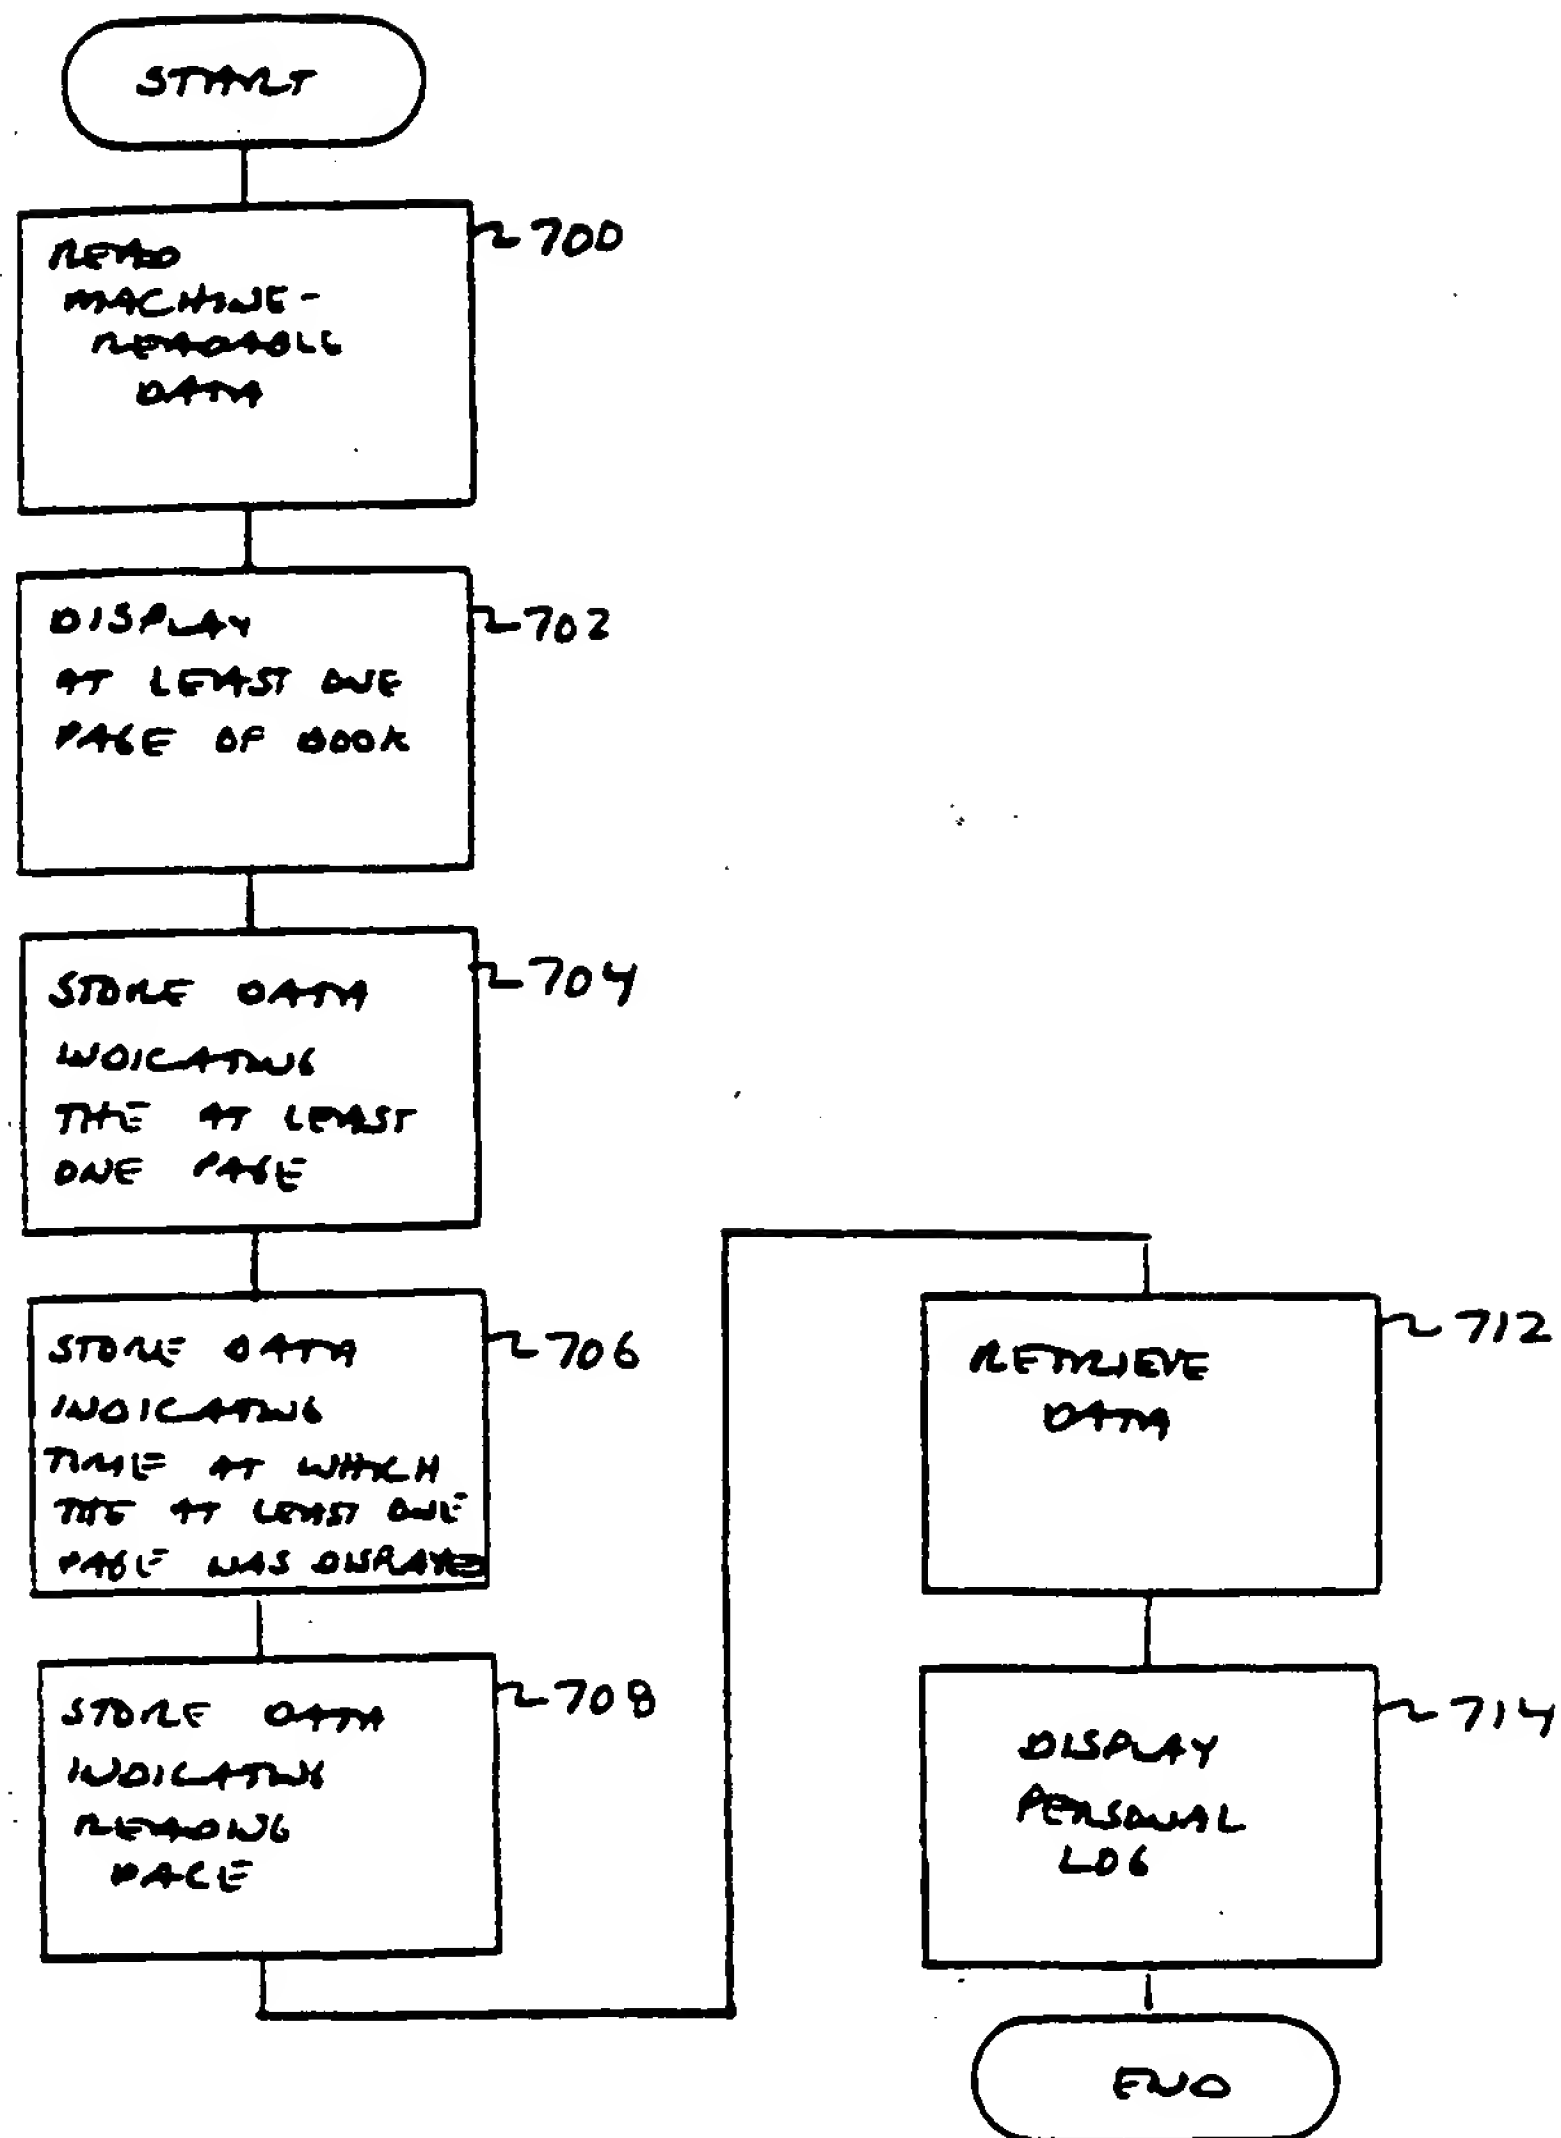 START
READ
MACHINE-
READABLE
DATA
700
DISPLAY
AT LEAST ONE
PAGE OF BOOK
702
STORE DATA
INDICATING
THE AT LEAST
ONE PAGE
704
STORE DATA
INDICATING
TIME AT WHICH
THE AT LEAST ONE
PAGE WAS DISPLAYED
706
STORE DATA
INDICATING
READING
PACE
708
RETRIEVE
DATA
712
DISPLAY
PERSONAL
LOG
714
END